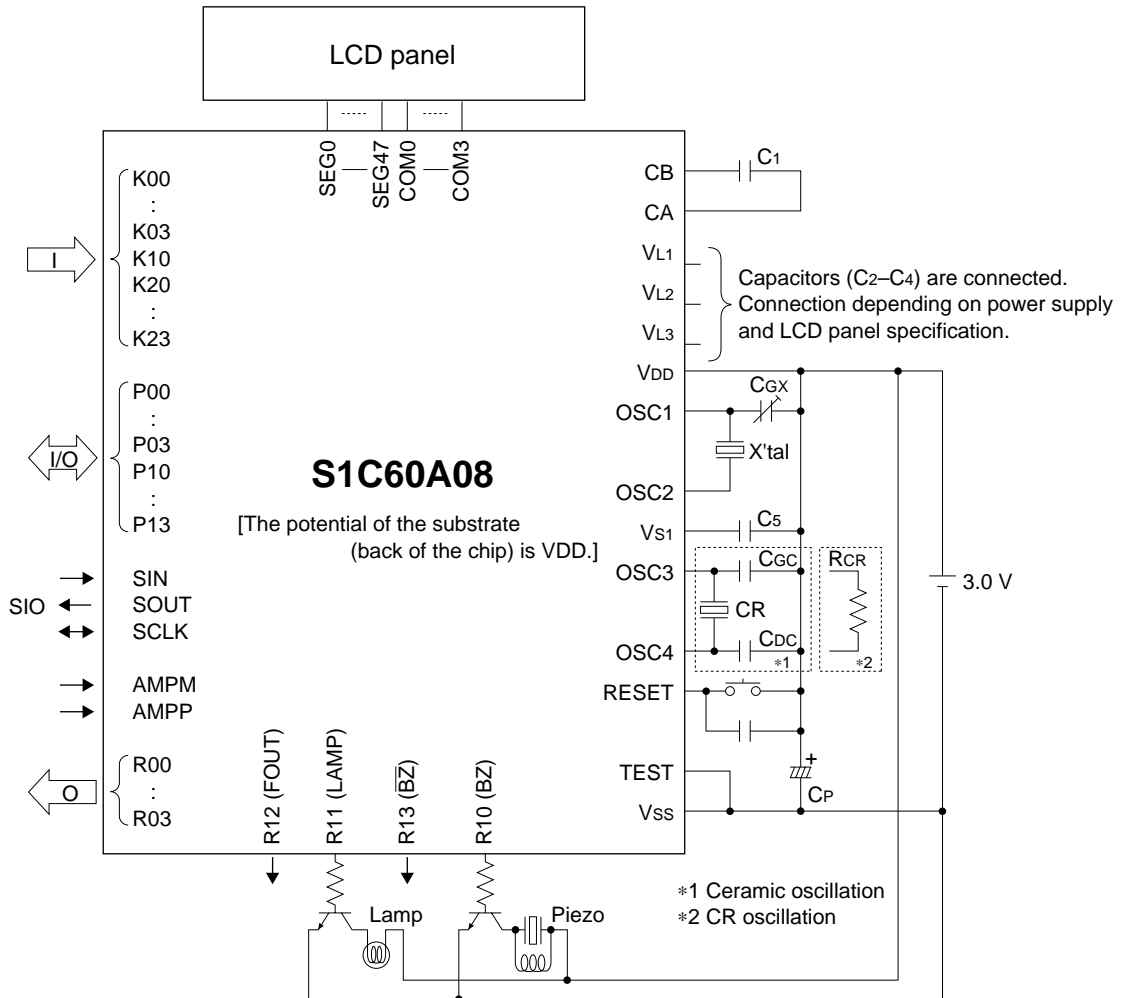 LCD panel
SEG0
SEG47
COM0
COM3
K00
:
K03
K10
K20
:
K23
I
P00
:
P03
P10
:
P13
I/O
SIN
SOUT
SCLK
SIO
AMPM
AMPP
R00
:
R03
O
S1C60A08
[The potential of the substrate
(back of the chip) is VDD.]
R12 (FOUT)
R11 (LAMP)
R13 (BZ)
R10 (BZ)
CB
CA
C1
VL1
VL2
VL3
Capacitors (C2–C4) are connected.
Connection depending on power supply
and LCD panel specification.
VDD
OSC1
CGX
X'tal
OSC2
VS1
C5
OSC3
CGC
CR
OSC4
CDC
*1
RCR
*2
3.0 V
RESET
TEST
+
CP
VSS
*1 Ceramic oscillation
*2 CR oscillation
Lamp
Piezo